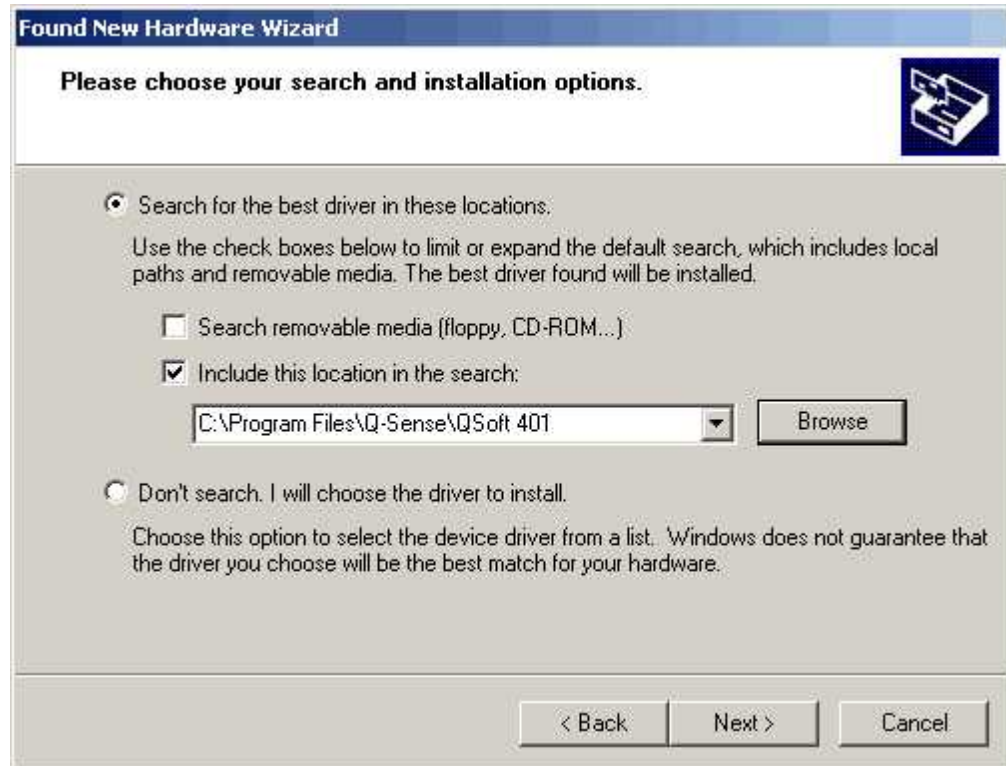 Found New Hardware Wizard
Please choose your search and installation options.
Search for the best driver in these locations.
Use the check boxes below to limit or expand the default search, which includes local
paths and removable media. The best driver found will be installed.
Search removable media (floppy, CD-ROM...)
Include this location in the search:
C:\Program Files\Q-Sense\QSoft 401
Browse
Don't search. I will choose the driver to install.
Choose this option to select the device driver from a list.  Windows does not guarantee that
the driver you choose will be the best match for your hardware.
< Back
Next >
Cancel